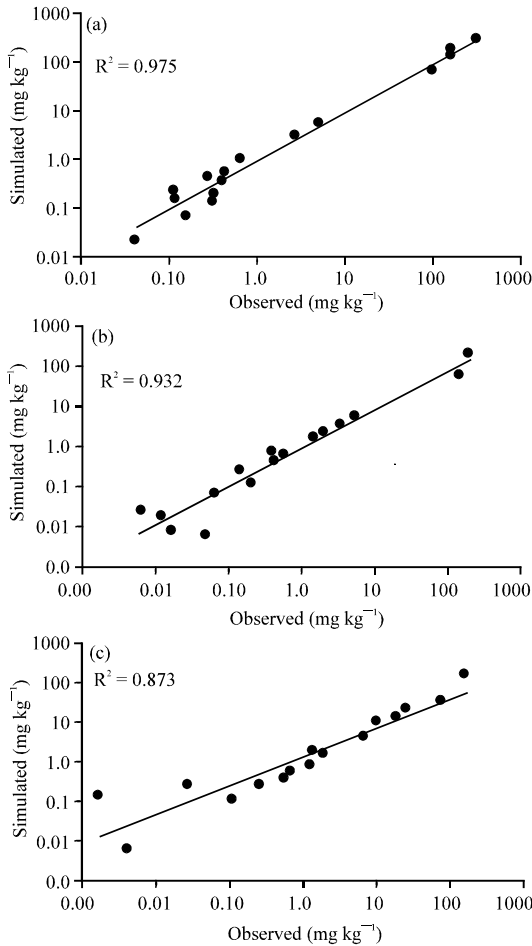 (a)
R² = 0.975
Simulated (mg kg⁻¹)
1000
100
10
1.0
0.1
0.01
0.01 0.10 1.0 10 100 1000
Observed (mg kg⁻¹)
(b)
R² = 0.932
Simulated (mg kg⁻¹)
1000
100
10
1.0
0.1
0.01
0.0
0.00 0.01 0.10 1.0 10 100 1000
Observed (mg kg⁻¹)
(c)
R² = 0.873
Simulated (mg kg⁻¹)
1000
100
10
1.0
0.1
0.01
0.0
0.00 0.01 0.10 1.0 10 100 1000
Observed (mg kg⁻¹)